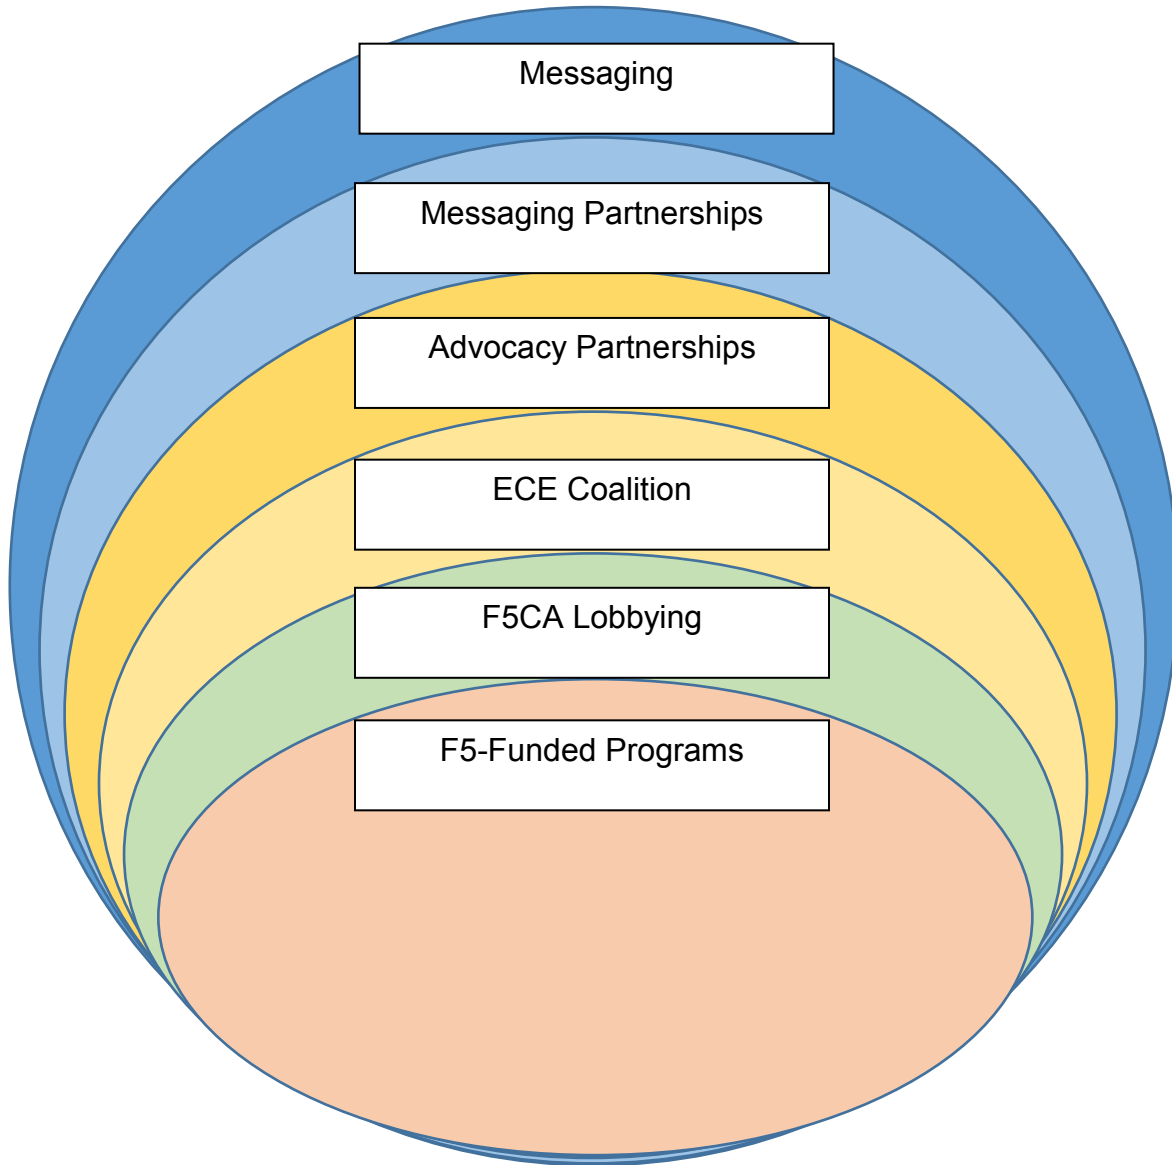 Messaging
Messaging Partnerships
Advocacy Partnerships
ECE Coalition
F5CA Lobbying
F5-Funded Programs